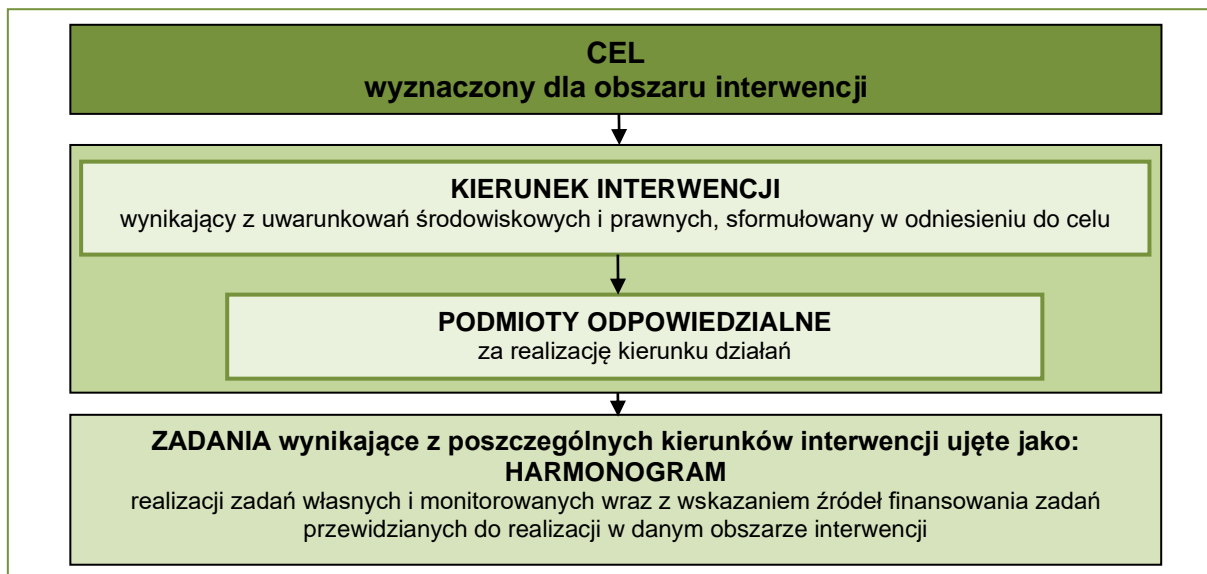 CEL
wyznaczony dla obszaru interwencji
KIERUNEK INTERWENCJI
wynikający z uwarunkowań środowiskowych i prawnych, sformułowany w odniesieniu do celu
PODMIOTY ODPOWIEDZIALNE
za realizację kierunku działań
ZADANIA wynikające z poszczególnych kierunków interwencji ujęte jako:
HARMONOGRAM
realizacji zadań własnych i monitorowanych wraz z wskazaniem źródeł finansowania zadań
przewidzianych do realizacji w danym obszarze interwencji